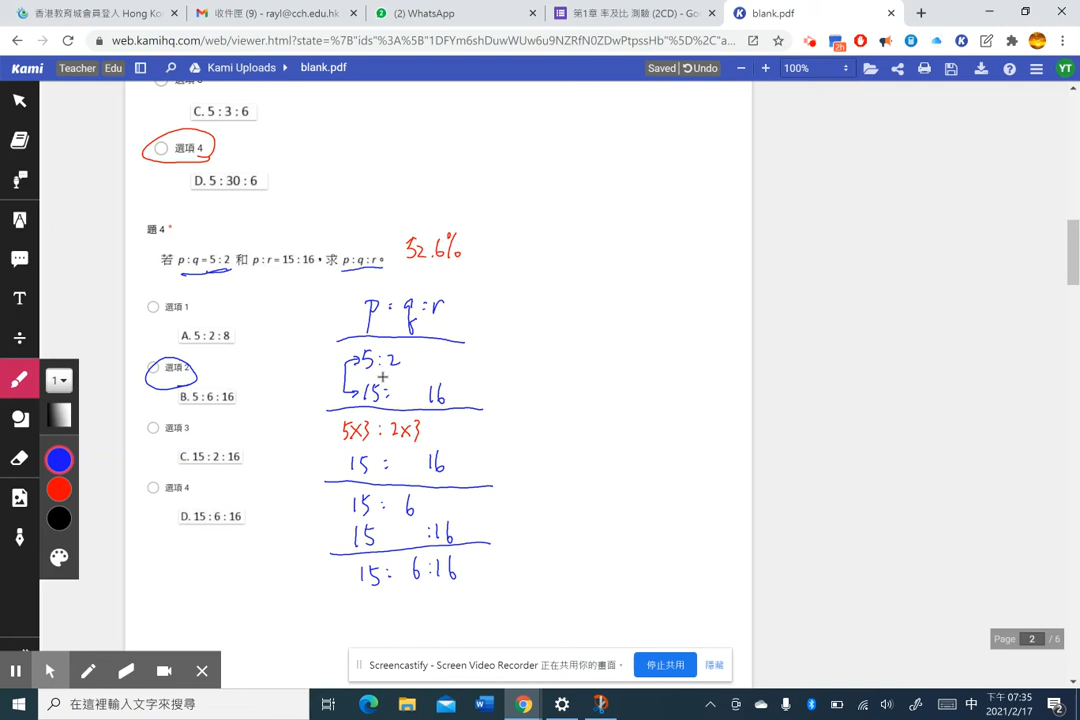 香港教育城會員登入 Hong Ko
收件匣 (9) - rayl@cch.edu.hk
(2) WhatsApp
第1章 率及比 測驗 (2CD) - Go
blank.pdf
web.kamihq.com/web/viewer.html?state=%7B"ids"%3A%5B"1DFYm6shDuwWUw6u9NZRfN0ZDwPtpssHb"%5D%2C"a...
2h
Kami Teacher Edu Kami Uploads > blank.pdf Saved Undo 100% YT
C. 5 : 3 : 6
選項 4
D. 5 : 30 : 6
題 4 *
52.6%
若 p : q = 5 : 2 和 p : r = 15 : 16,求 p : q : r。
選項 1
p : q : r
A. 5 : 2 : 8
5 : 2
選項 2
15 : 16
B. 5 : 6 : 16
5x3 : 2x3
選項 3
C. 15 : 2 : 16
15 : 16
選項 4
15 : 6
D. 15 : 6 : 16
15 : 16
15 : 6 : 16
1
Page 2 / 6
Screencastify - Screen Video Recorder 正在共用你的畫面。 停止共用 隱藏
在這裡輸入文字來搜尋
中
下午 07:35
2021/2/17
2